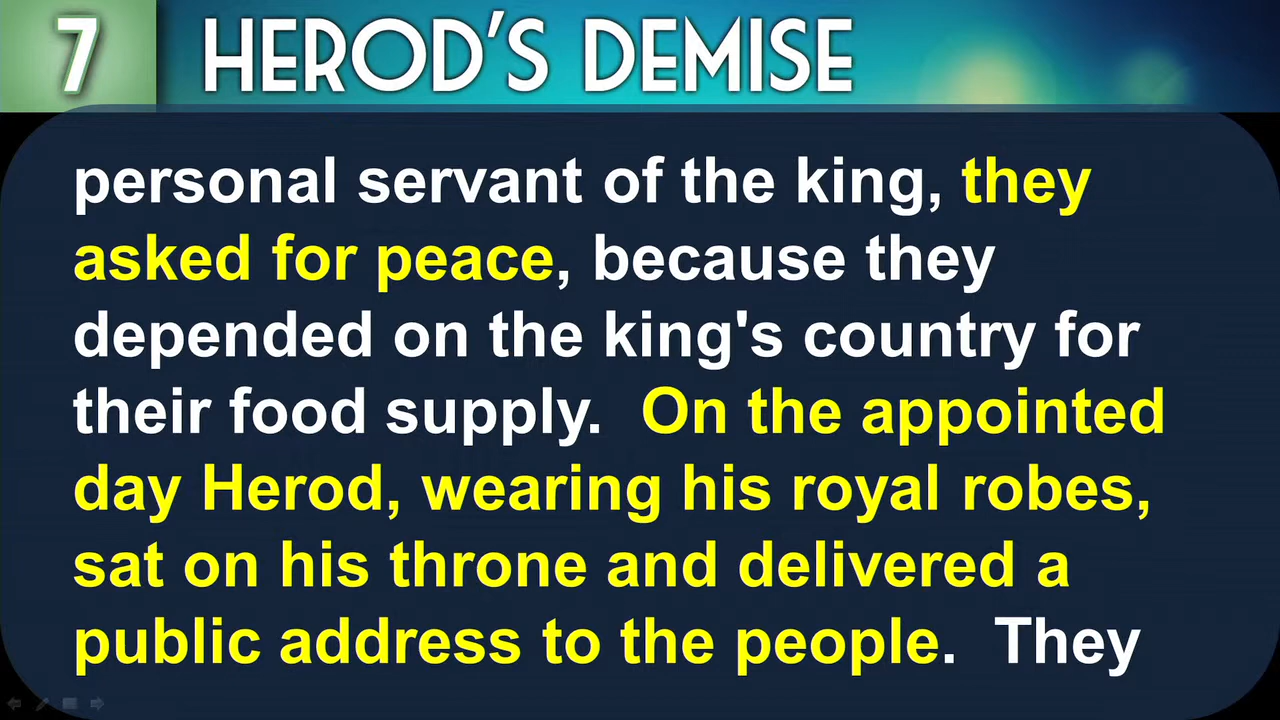 7 HEROD'S DEMISE
personal servant of the king, they
asked for peace, because they
depended on the king's country for
their food supply.  On the appointed
day Herod, wearing his royal robes,
sat on his throne and delivered a
public address to the people.  They